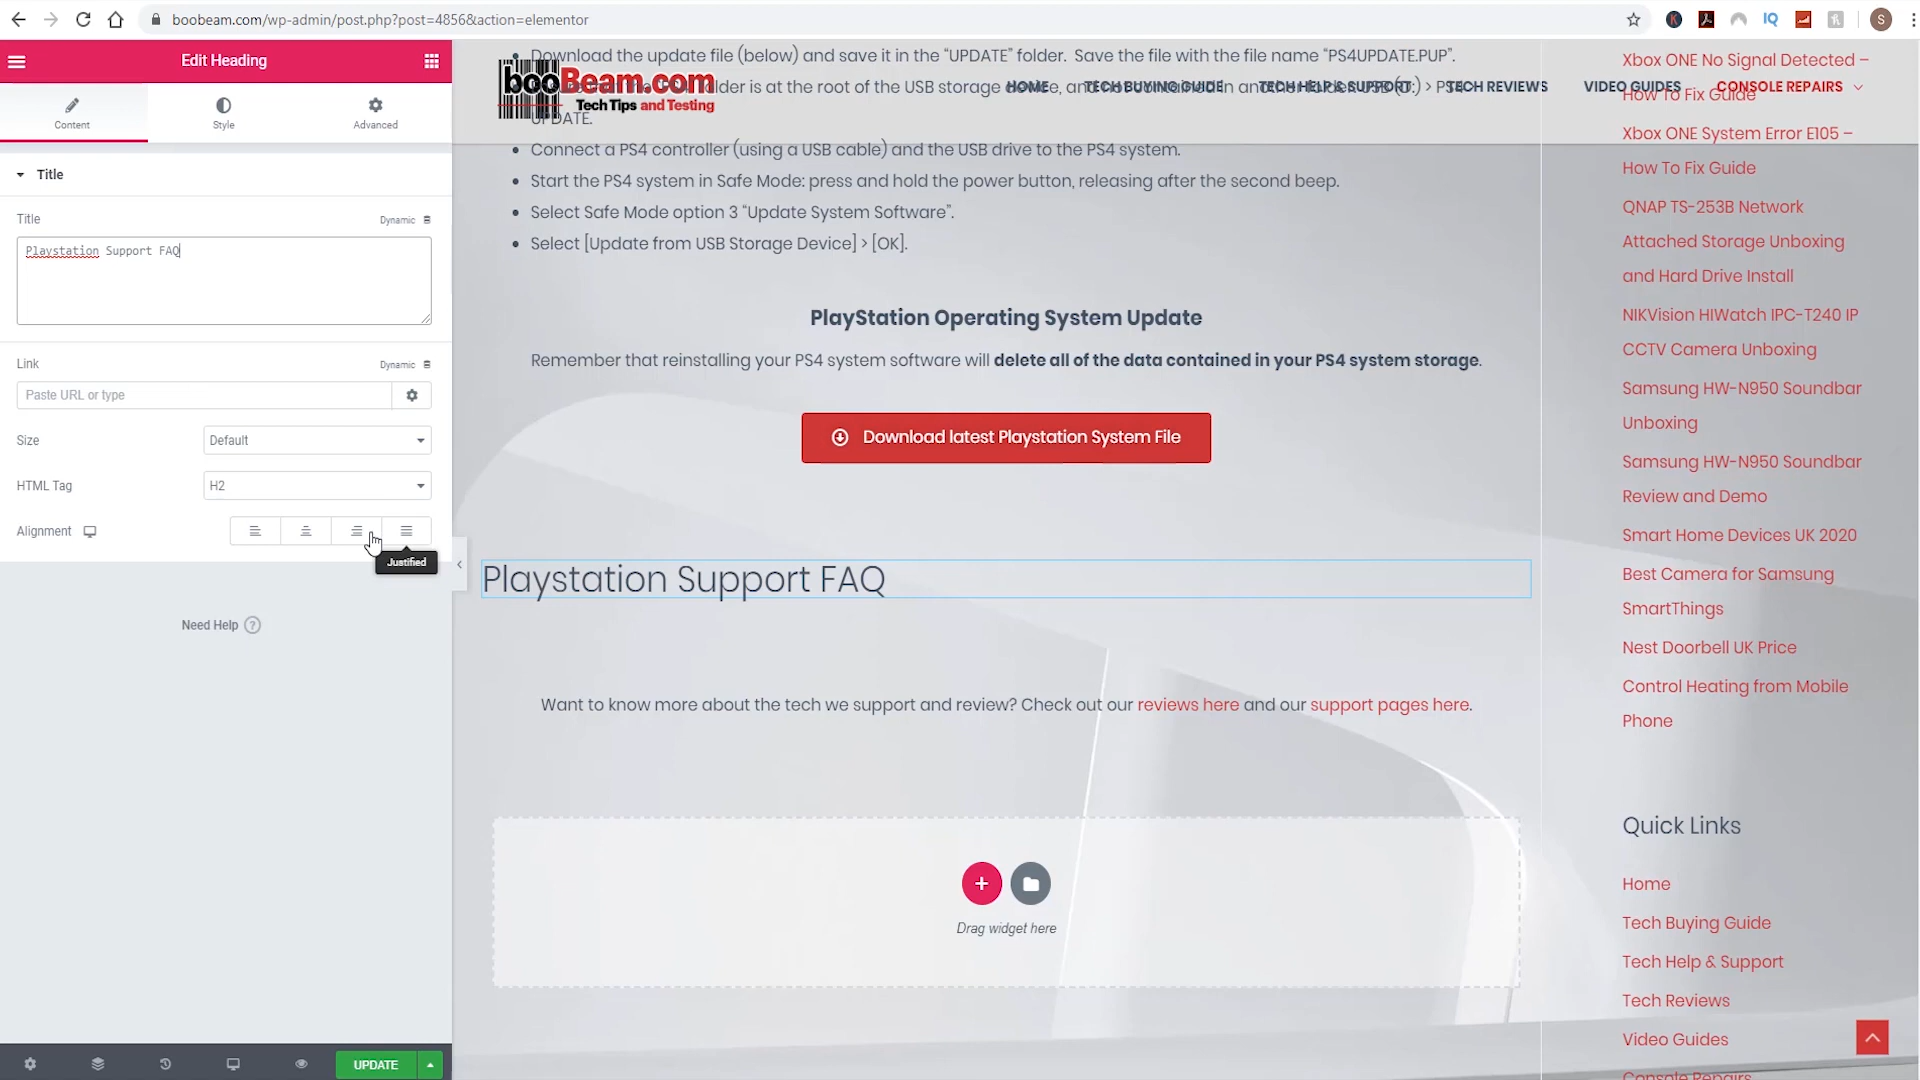 boobeam.com/wp-admin/post.php?post=4856&action=elementor
S
Edit Heading
Content
Style
Advanced
Title
Title
Dynamic
Playstation Support FAQ
Link
Dynamic
Paste URL or type
Size
Default
HTML Tag
H2
Alignment
Justified
Need Help
UPDATE
Download the update file (below) and save it in the “UPDATE” folder. Save the file with the file name “PS4UPDATE.PUP”.
booBeam.com
Tech Tips and Testing
HOME
TECH BUYING GUIDE
TECH HELP & SUPPORT
TECH REVIEWS
VIDEO GUIDES
CONSOLE REPAIRS
UPDATE.
Connect a PS4 controller (using a USB cable) and the USB drive to the PS4 system.
Start the PS4 system in Safe Mode: press and hold the power button, releasing after the second beep.
Select Safe Mode option 3 “Update System Software”.
Select [Update from USB Storage Device] > [OK].
PlayStation Operating System Update
Remember that reinstalling your PS4 system software will delete all of the data contained in your PS4 system storage.
Download latest Playstation System File
Playstation Support FAQ
Want to know more about the tech we support and review? Check out our reviews here and our support pages here.
Drag widget here
Xbox ONE No Signal Detected –
How To Fix Guide
Xbox ONE System Error E105 –
How To Fix Guide
QNAP TS-253B Network
Attached Storage Unboxing
and Hard Drive Install
NIKVision HIWatch IPC-T240 IP
CCTV Camera Unboxing
Samsung HW-N950 Soundbar
Unboxing
Samsung HW-N950 Soundbar
Review and Demo
Smart Home Devices UK 2020
Best Camera for Samsung
SmartThings
Nest Doorbell UK Price
Control Heating from Mobile
Phone
Quick Links
Home
Tech Buying Guide
Tech Help & Support
Tech Reviews
Video Guides
Console Repairs